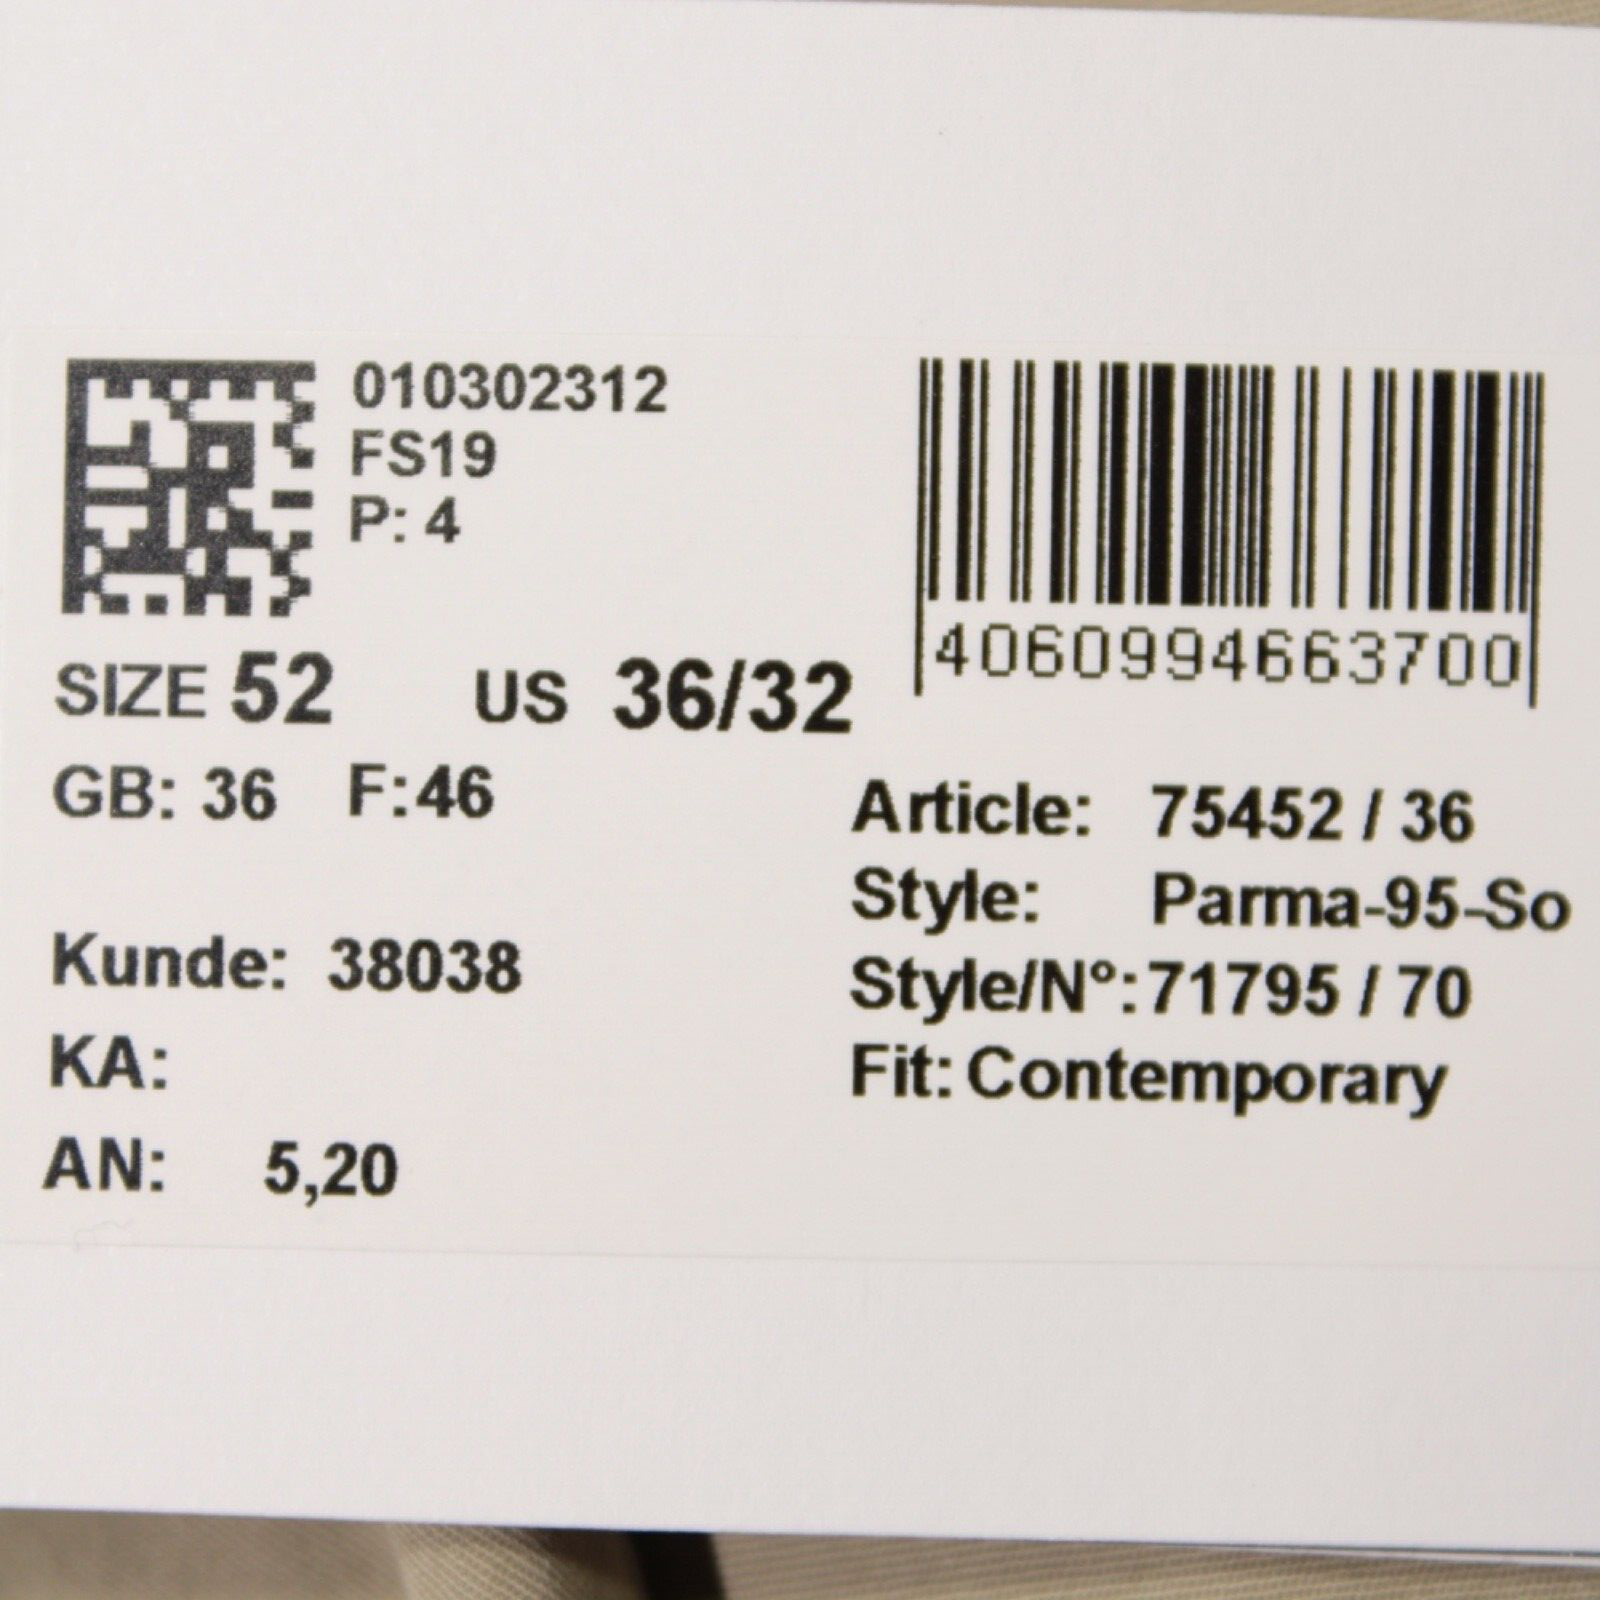 010302312
FS19
P: 4
4060994663700
SIZE 52 US 36/32
GB: 36 F:46
Article: 75452 / 36
Style: Parma-95-So
Kunde: 38038
Style/N°:71795 / 70
KA:
Fit: Contemporary
AN: 5,20